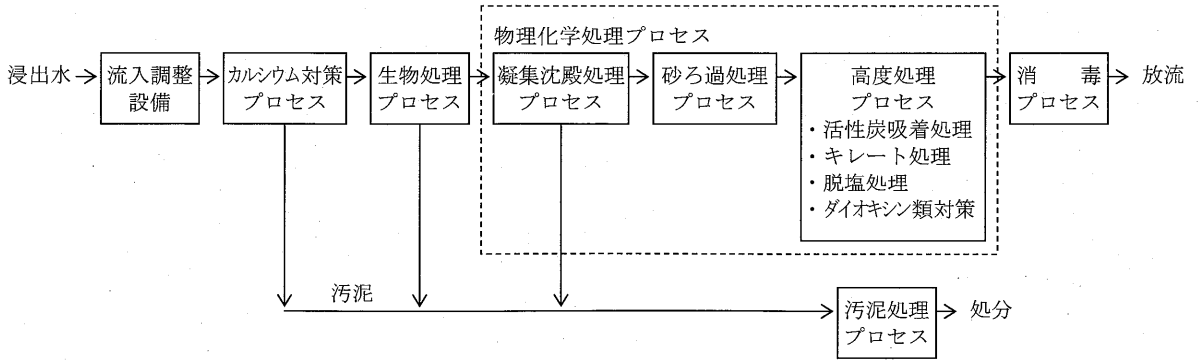 物理化学処理プロセス
浸出水
流入調整
設備
カルシウム対策
プロセス
生物処理
プロセス
凝集沈殿処理
プロセス
砂ろ過処理
プロセス
高度処理
プロセス
・活性炭吸着処理
・キレート処理
・脱塩処理
・ダイオキシン類対策
消毒
プロセス
放流
汚泥
汚泥処理
プロセス
処分